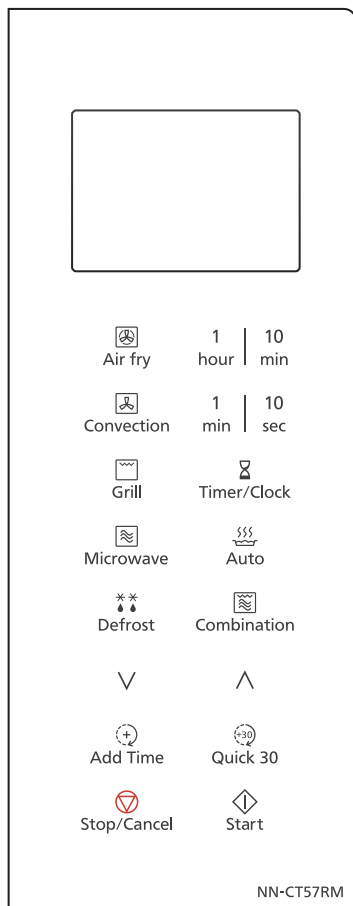 1 10
Air fry hour min
1 10
Convection min sec
Grill Timer/Clock
Microwave Auto
Defrost Combination
+30
Add Time Quick 30
Stop/Cancel Start
NN-CT57RM